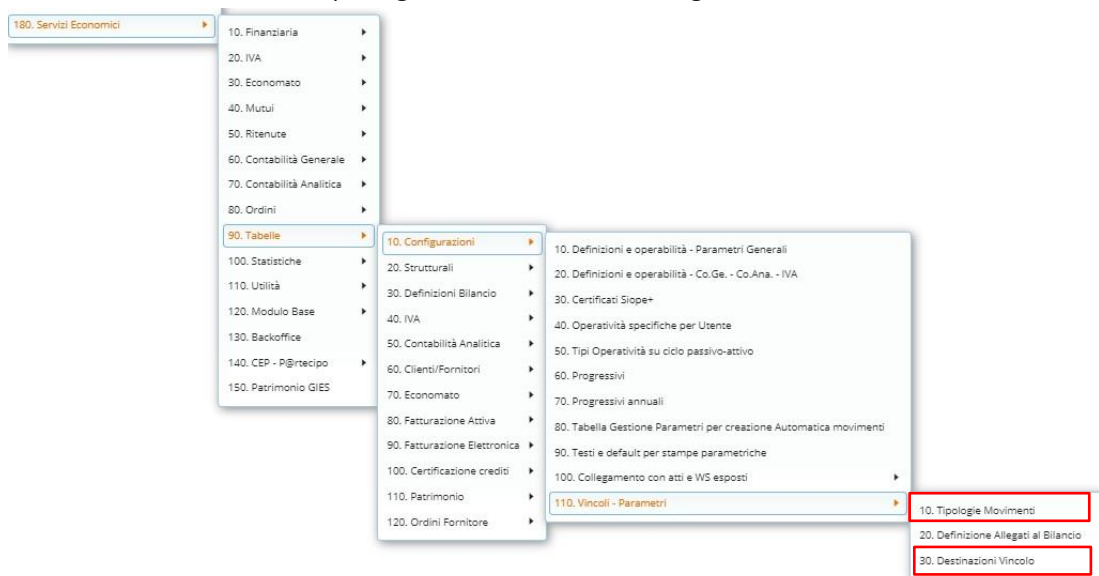 180. Servizi Economici
10. Finanziaria
20. IVA
30. Economato
40. Mutui
50. Ritenute
60. Contabilità Generale
70. Contabilità Analitica
80. Ordini
90. Tabelle
100. Statistiche
110. Utilità
120. Modulo Base
130. Backoffice
140. CEP - P@rtecipo
150. Patrimonio GIES
10. Configurazioni
20. Strutturali
30. Definizioni Bilancio
40. IVA
50. Contabilità Analitica
60. Clienti/Fornitori
70. Economato
80. Fatturazione Attiva
90. Fatturazione Elettronica
100. Certificazione crediti
110. Patrimonio
120. Ordini Fornitore
10. Definizioni e operabilità - Parametri Generali
20. Definizioni e operabilità - Co.Ge. - Co.Ana. - IVA
30. Certificati Siope+
40. Operatività specifiche per Utente
50. Tipi Operatività su ciclo passivo-attivo
60. Progressivi
70. Progressivi annuali
80. Tabella Gestione Parametri per creazione Automatica movimenti
90. Testi e default per stampe parametriche
100. Collegamento con atti e WS esposti
110. Vincoli - Parametri
10. Tipologie Movimenti
20. Definizione Allegati al Bilancio
30. Destinazioni Vincolo